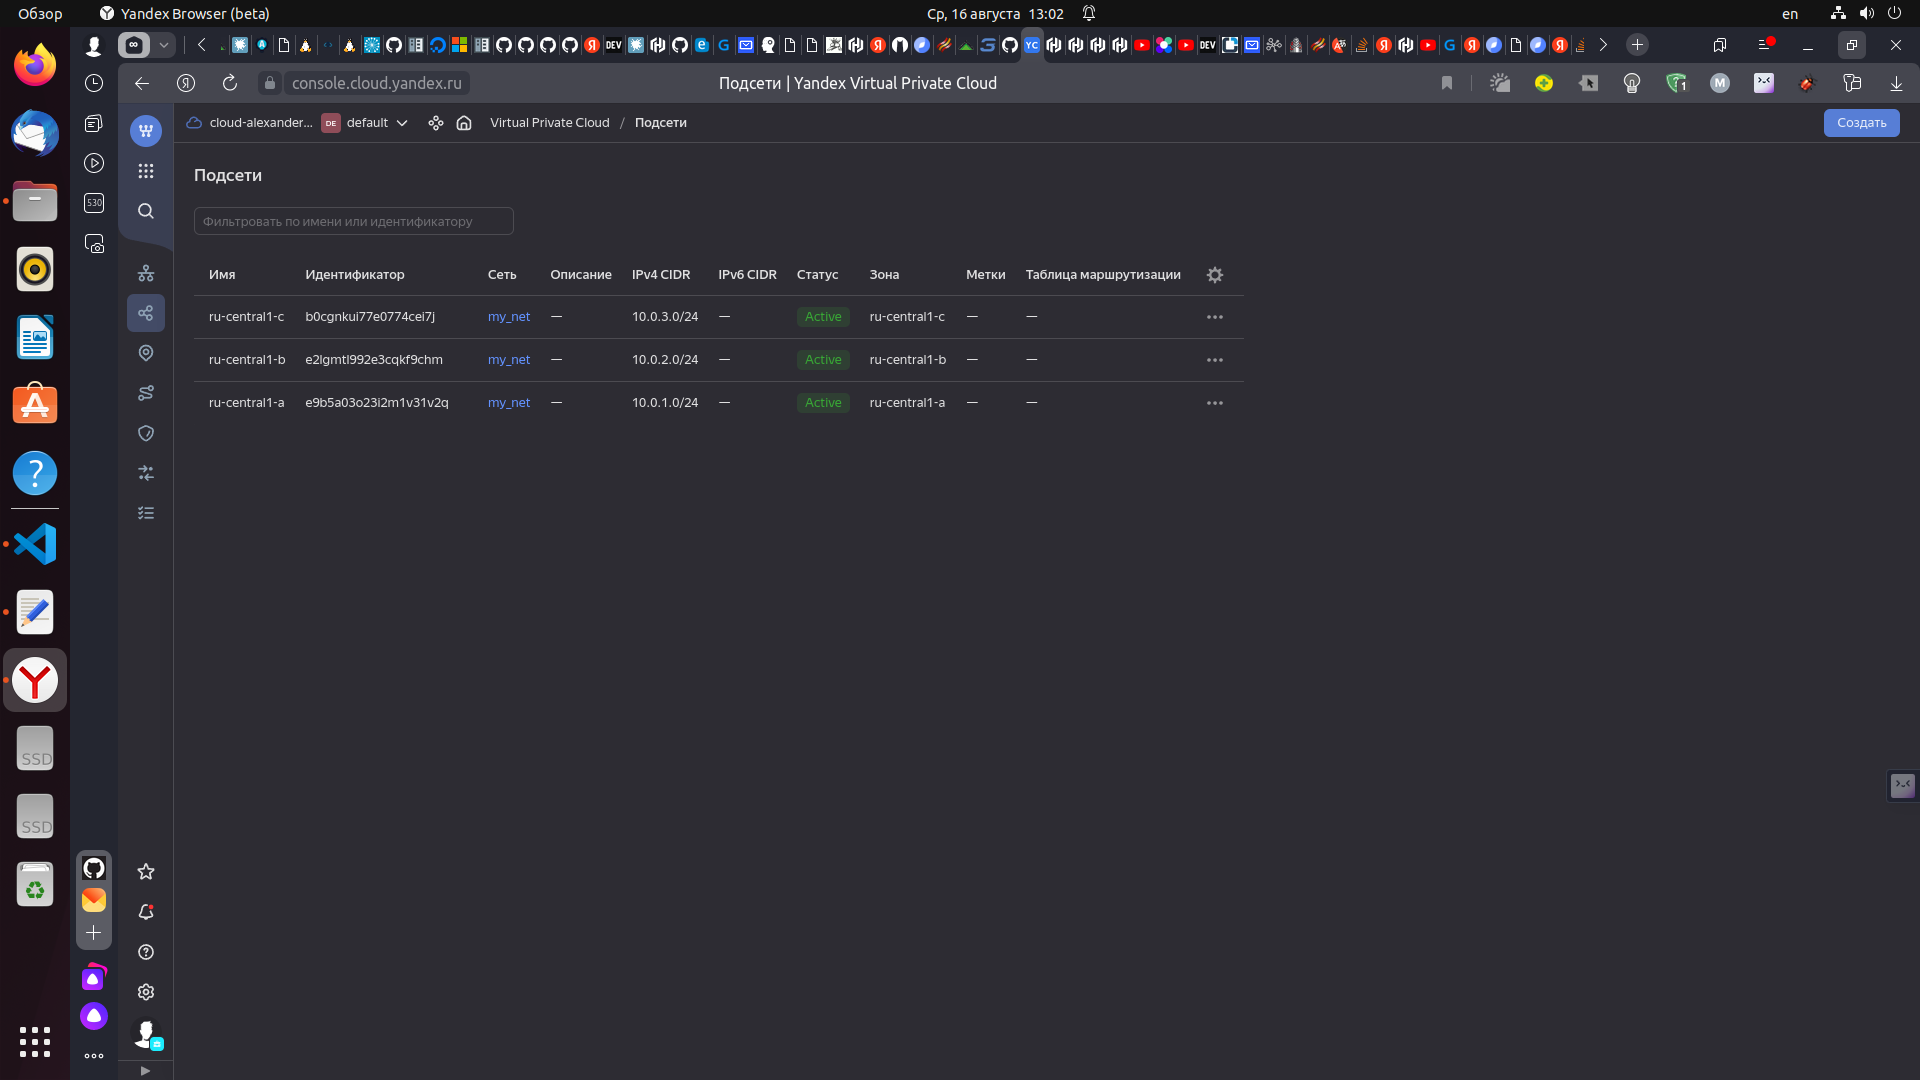 Обзор
Yandex Browser (beta)
Ср, 16 августа 13:02
en
console.cloud.yandex.ru
Подсети | Yandex Virtual Private Cloud
cloud-alexander...
DE
default
Virtual Private Cloud / Подсети
Создать
530
Подсети
Фильтровать по имени или идентификатору
Имя Идентификатор Сеть Описание IPv4 CIDR IPv6 CIDR Статус Зона Метки Таблица маршрутизации
ru-central1-c b0cgnkui77e0774cei7j my_net — 10.0.3.0/24 — Active ru-central1-c — —
ru-central1-b e2lgmtl992e3cqkf9chm my_net — 10.0.2.0/24 — Active ru-central1-b — —
ru-central1-a e9b5a03o23i2m1v31v2q my_net — 10.0.1.0/24 — Active ru-central1-a — —
SSD
SSD